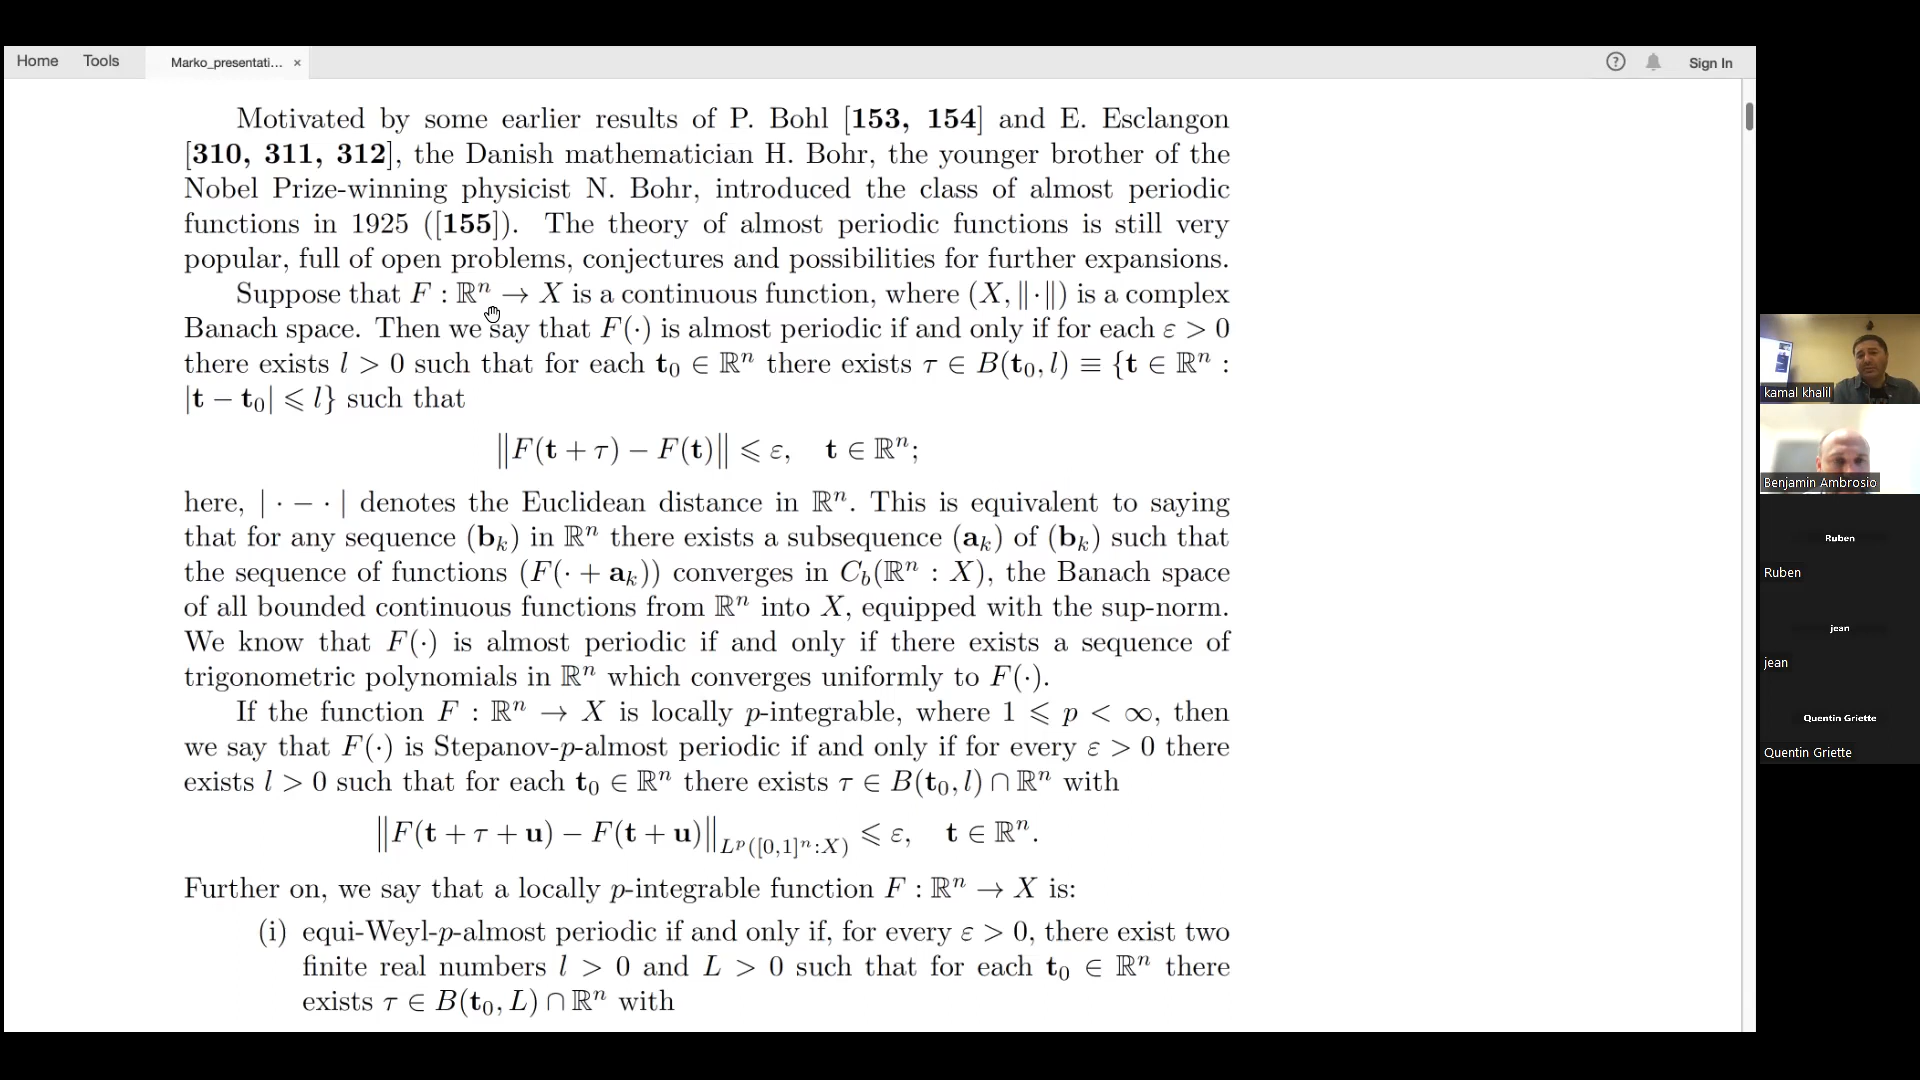 Home Tools Marko_presentati... × Sign In
Motivated by some earlier results of P. Bohl [153, 154] and E. Esclangon
[310, 311, 312], the Danish mathematician H. Bohr, the younger brother of the
Nobel Prize-winning physicist N. Bohr, introduced the class of almost periodic
functions in 1925 ([155]). The theory of almost periodic functions is still very
popular, full of open problems, conjectures and possibilities for further expansions.
Suppose that F : ℝⁿ → X is a continuous function, where (X, ‖·‖) is a complex
Banach space. Then we say that F(·) is almost periodic if and only if for each ε > 0
there exists l > 0 such that for each t₀ ∈ ℝⁿ there exists τ ∈ B(t₀, l) ≡ {t ∈ ℝⁿ :
|t − t₀| ⩽ l} such that
‖F(t + τ) − F(t)‖ ⩽ ε, t ∈ ℝⁿ;
here, | · − · | denotes the Euclidean distance in ℝⁿ. This is equivalent to saying
that for any sequence (bₖ) in ℝⁿ there exists a subsequence (aₖ) of (bₖ) such that
the sequence of functions (F(· + aₖ)) converges in C_b(ℝⁿ : X), the Banach space
of all bounded continuous functions from ℝⁿ into X, equipped with the sup-norm.
We know that F(·) is almost periodic if and only if there exists a sequence of
trigonometric polynomials in ℝⁿ which converges uniformly to F(·).
If the function F : ℝⁿ → X is locally p-integrable, where 1 ⩽ p < ∞, then
we say that F(·) is Stepanov-p-almost periodic if and only if for every ε > 0 there
exists l > 0 such that for each t₀ ∈ ℝⁿ there exists τ ∈ B(t₀, l) ∩ ℝⁿ with
‖F(t + τ + u) − F(t + u)‖_{L^p([0,1]ⁿ:X)} ⩽ ε, t ∈ ℝⁿ.
Further on, we say that a locally p-integrable function F : ℝⁿ → X is:
(i) equi-Weyl-p-almost periodic if and only if, for every ε > 0, there exist two
finite real numbers l > 0 and L > 0 such that for each t₀ ∈ ℝⁿ there
exists τ ∈ B(t₀, L) ∩ ℝⁿ with
kamal khalil
Benjamin Ambrosio
Ruben
Ruben
jean
jean
Quentin Griette
Quentin Griette